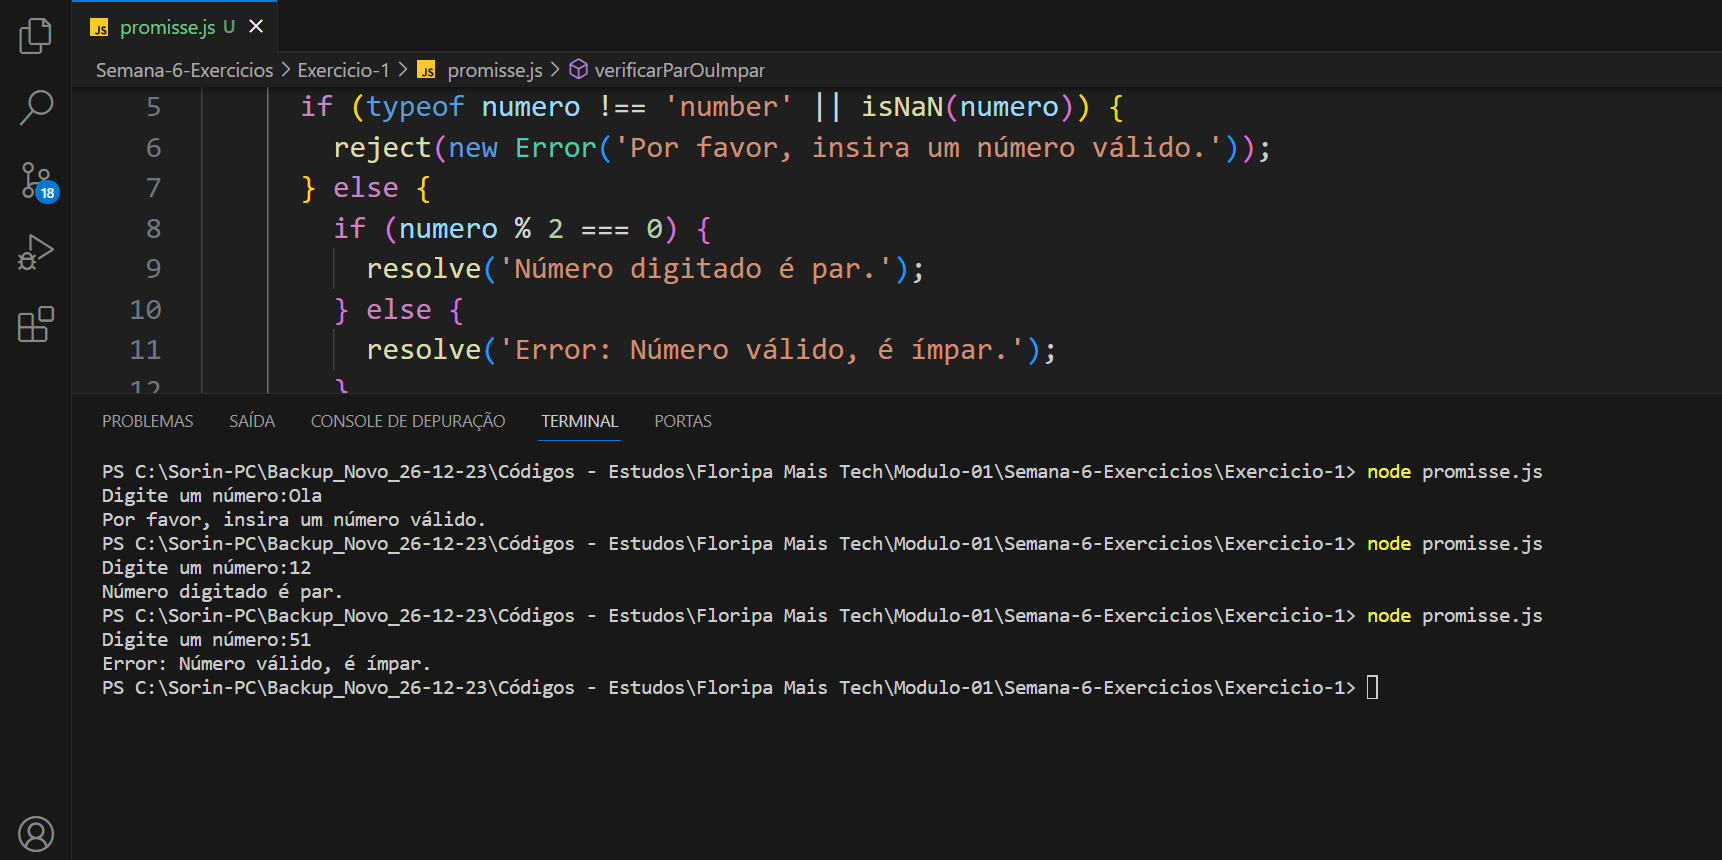 JS promisse.js U ×
18
Semana-6-Exercicios > Exercicio-1 > JS promisse.js > verificarParOuImpar
5 if (typeof numero !== 'number' || isNaN(numero)) {
6 reject(new Error('Por favor, insira um número válido.'));
7 } else {
8 if (numero % 2 === 0) {
9 resolve('Número digitado é par.');
10 } else {
11 resolve('Error: Número válido, é ímpar.');
12 }
PROBLEMAS SAÍDA CONSOLE DE DEPURAÇÃO TERMINAL PORTAS
PS C:\Sorin-PC\Backup_Novo_26-12-23\Códigos - Estudos\Floripa Mais Tech\Modulo-01\Semana-6-Exercicios\Exercicio-1> node promisse.js
Digite um número:Ola
Por favor, insira um número válido.
PS C:\Sorin-PC\Backup_Novo_26-12-23\Códigos - Estudos\Floripa Mais Tech\Modulo-01\Semana-6-Exercicios\Exercicio-1> node promisse.js
Digite um número:12
Número digitado é par.
PS C:\Sorin-PC\Backup_Novo_26-12-23\Códigos - Estudos\Floripa Mais Tech\Modulo-01\Semana-6-Exercicios\Exercicio-1> node promisse.js
Digite um número:51
Error: Número válido, é ímpar.
PS C:\Sorin-PC\Backup_Novo_26-12-23\Códigos - Estudos\Floripa Mais Tech\Modulo-01\Semana-6-Exercicios\Exercicio-1>